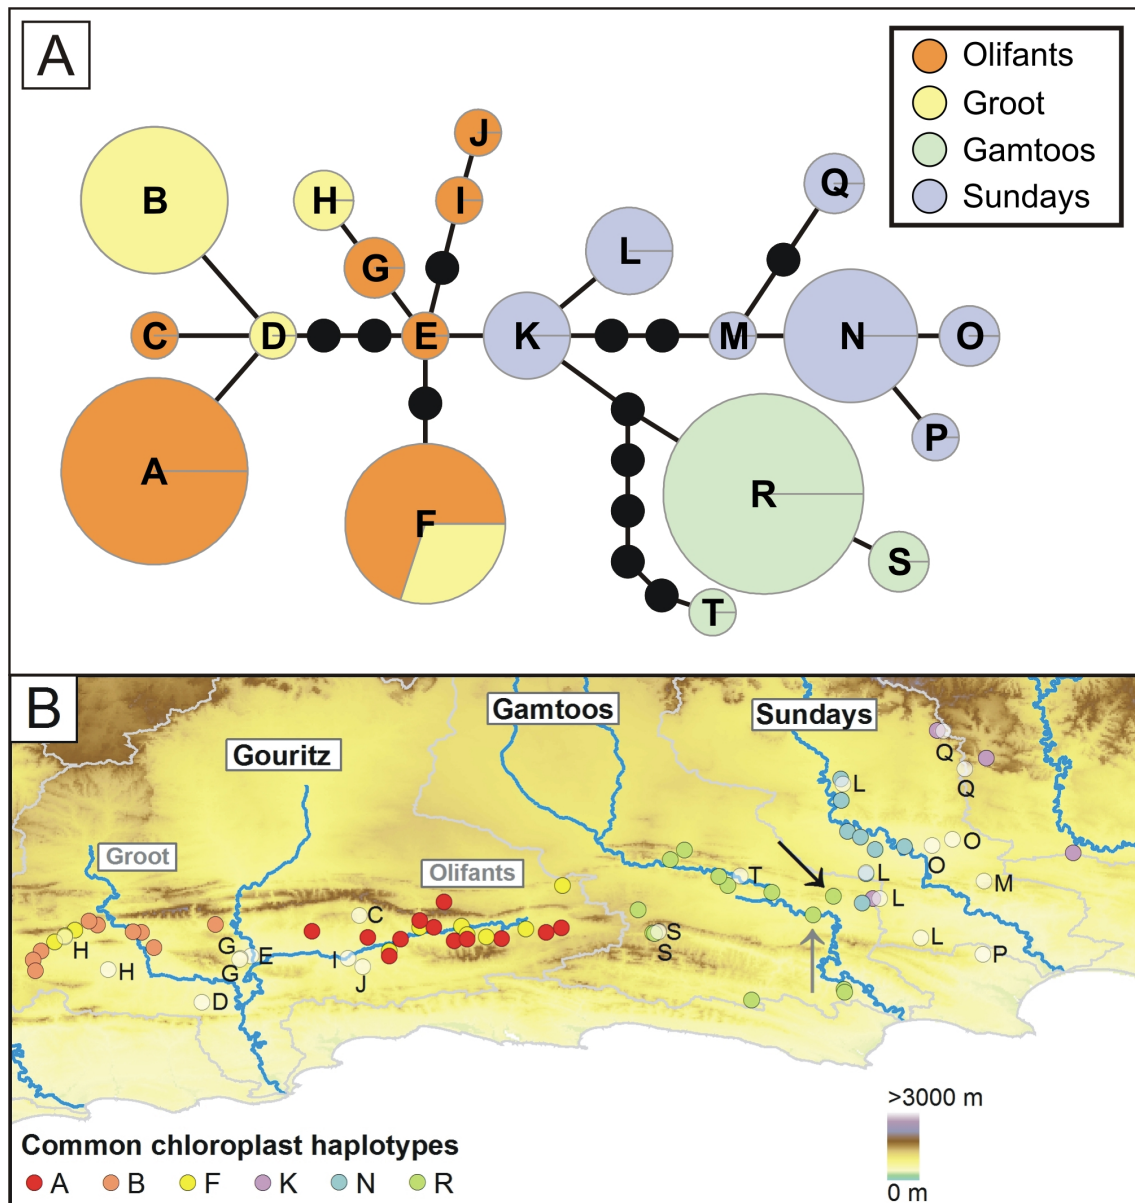 A
Olifants
Groot
Gamtoos
Sundays
J
B
H
I
Q
L
G
C
D
E
K
M
N
O
P
A
F
R
S
T
B
Gamtoos
Sundays
Gouritz
Q
Q
L
Groot
Olifants
O
O
T
L
M
C
L
H
G
E
S
L
S
I
P
H
G
J
D
>3000 m
Common chloroplast haplotypes
A B F K N R
0 m